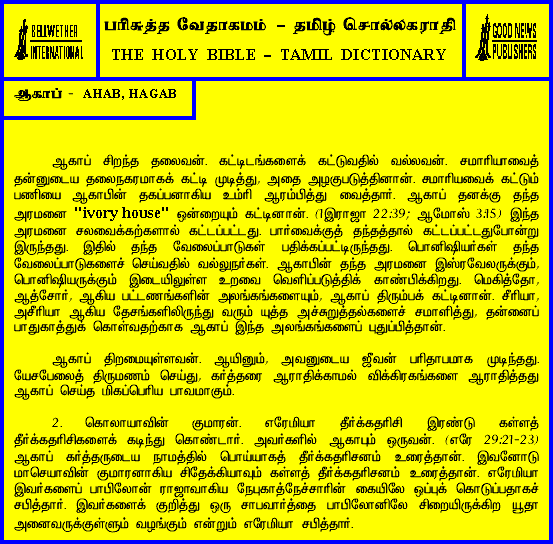 BELLWETHER
INTERNATIONAL
பரிசுத்த வேதாகமம் – தமிழ் சொல்லகராதி
THE HOLY BIBLE – TAMIL DICTIONARY
GOOD NEWS
PUBLISHERS
ஆகாப் - AHAB, HAGAB
ஆகாப் சிறந்த தலைவன். கட்டிடங்களைக் கட்டுவதில் வல்லவன். சமாரியாவைத்
தன்னுடைய தலைநகரமாகக் கட்டி முடித்து, அதை அழகுபடுத்தினான். சமாரியவைக் கட்டும்
பணியை ஆகாபின் தகப்பனாகிய உம்ரி ஆரம்பித்து வைத்தார். ஆகாப் தனக்கு தந்த
அரமனை "ivory house" ஒன்றையும் கட்டினான். (1இராஜா 22:39; ஆமோஸ் 3:15) இந்த
அரமனை சலவைக்கற்களால் கட்டப்பட்டது. பார்வைக்குத் தந்தத்தால் கட்டப்பட்டதுபோன்று
இருந்தது. இதில் தந்த வேலைப்பாடுகள் பதிக்கப்பட்டிருந்தது. பொனிஷியர்கள் தந்த
வேலைப்பாடுகளைச் செய்வதில் வல்லுநர்கள். ஆகாபின் தந்த அரமனை இஸ்ரவேலருக்கும்,
பொனிஷியருக்கும் இடையிலுள்ள உறவை வெளிப்படுத்திக் காண்பிக்கிறது. மெகித்தோ,
ஆத்சோர், ஆகிய பட்டணங்களின் அலங்கங்களையும், ஆகாப் திரும்பக் கட்டினான். சீரியா,
அசீரியா ஆகிய தேசங்களிலிருந்து வரும் யுத்த அச்சுறுத்தல்களைச் சமாளித்து, தன்னைப்
பாதுகாத்துக் கொள்வதற்காக ஆகாப் இந்த அலங்கங்களைப் புதுப்பித்தான்.
ஆகாப் திறமையுள்ளவன். ஆயினும், அவனுடைய ஜீவன் பரிதாபமாக முடிந்தது.
யேசபேலைத் திருமணம் செய்து, கர்த்தரை ஆராதிக்காமல் விக்கிரகங்களை ஆராதித்தது
ஆகாப் செய்த மிகப்பெரிய பாவமாகும்.
2. கொலாயாவின் குமாரன். எரேமியா தீர்க்கதரிசி இரண்டு கள்ளத்
தீர்க்கதரிசிகளைக் கடிந்து கொண்டார். அவர்களில் ஆகாபும் ஒருவன். (எரே 29:21-23)
ஆகாப் கர்த்தருடைய நாமத்தில் பொய்யாகத் தீர்க்கதரிசனம் உரைத்தான். இவனோடு
மாசெயாவின் குமாரனாகிய சிதேக்கியாவும் கள்ளத் தீர்க்கதரிசனம் உரைத்தான். எரேமியா
இவர்களைப் பாபிலோன் ராஜாவாகிய நேபுகாத்நேச்சாரின் கையிலே ஒப்புக் கொடுப்பதாகச்
சபித்தார். இவர்களைக் குறித்து ஒரு சாபவார்த்தை பாபிலோனிலே சிறையிருக்கிற யூதா
அனைவருக்குள்ளும் வழங்கும் என்றும் எரேமியா சபித்தார்.